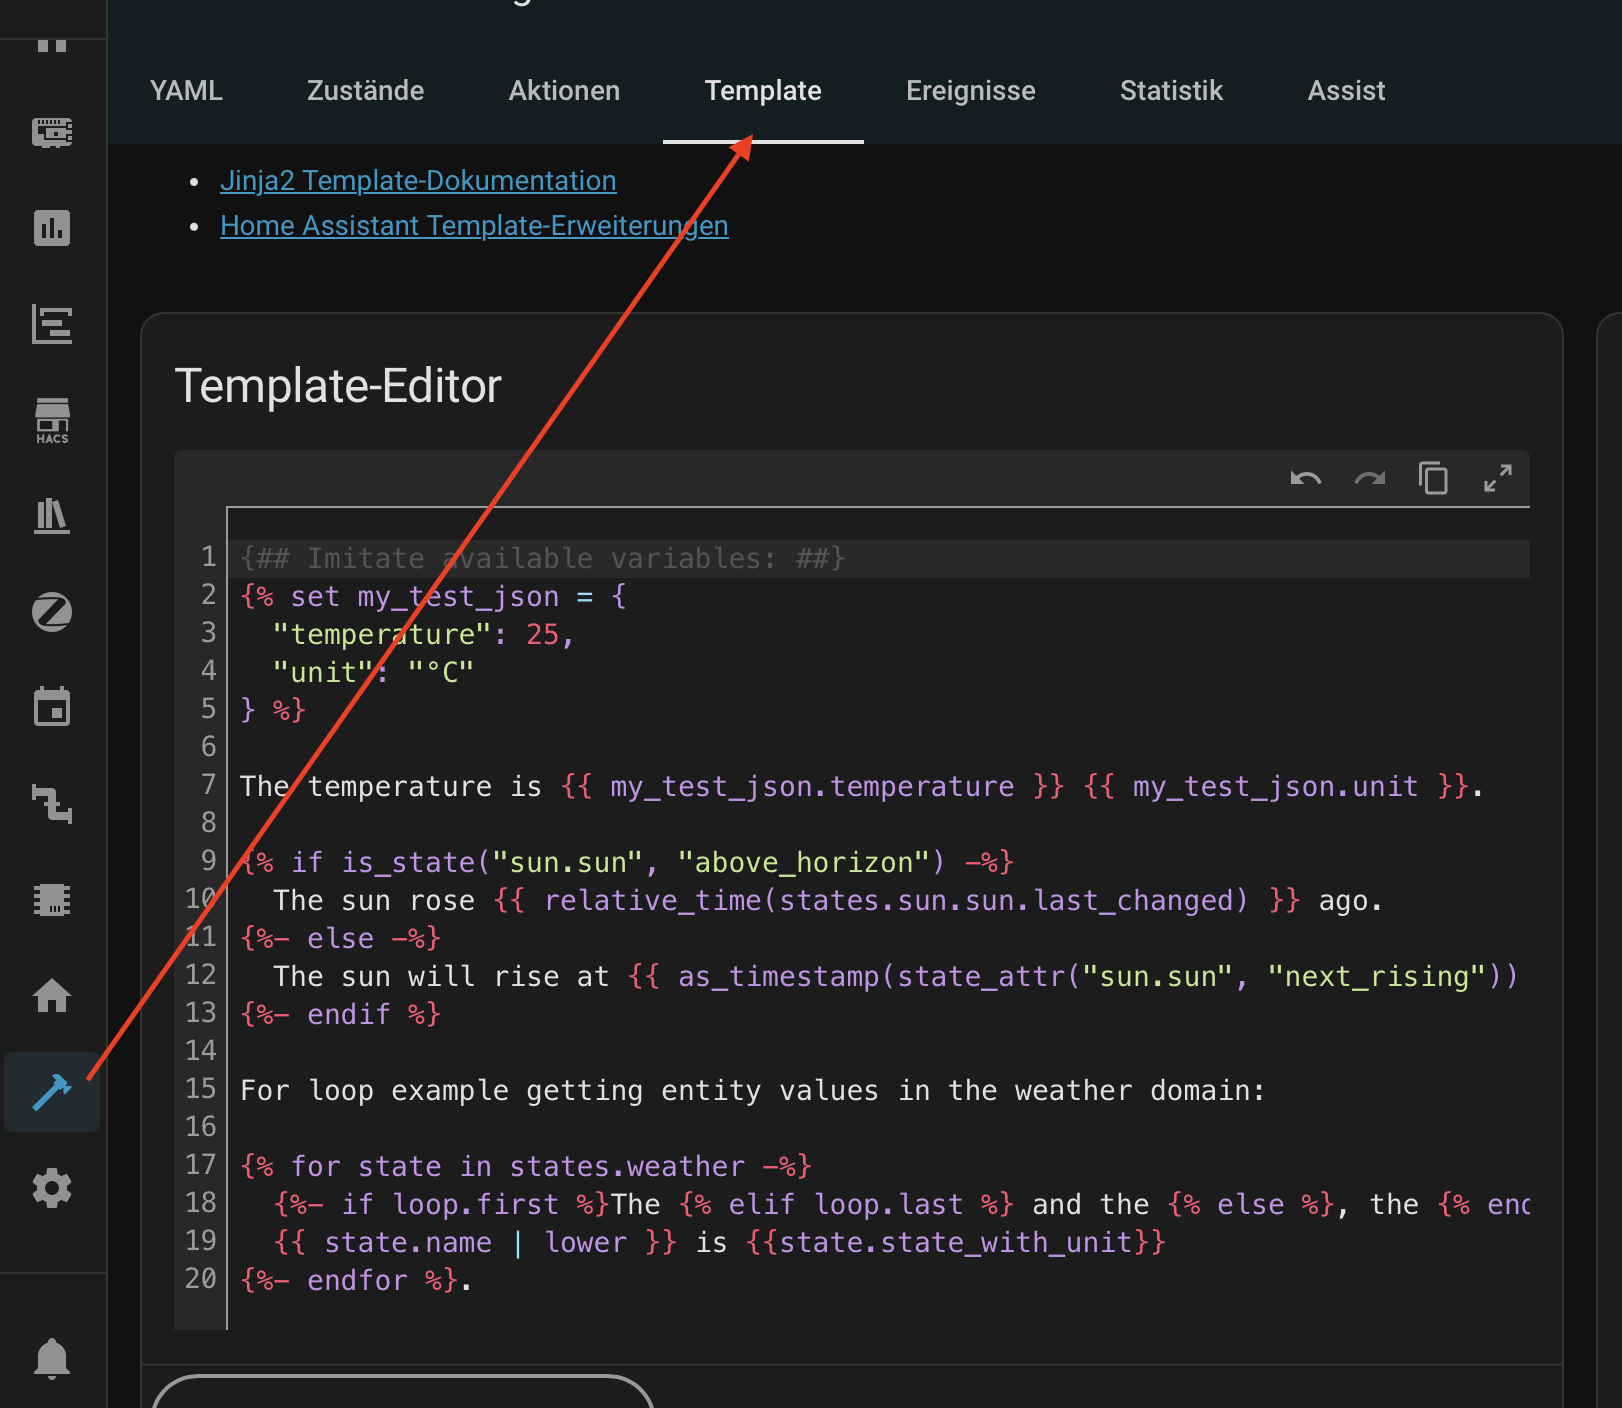 YAML Zustände Aktionen Template Ereignisse Statistik Assist
Jinja2 Template-Dokumentation
Home Assistant Template-Erweiterungen
Template-Editor
HACS
1 {## Imitate available variables: ##}
2 {% set my_test_json = {
3   "temperature": 25,
4   "unit": "°C"
5 } %}
6
7 The temperature is {{ my_test_json.temperature }} {{ my_test_json.unit }}.
8
9 {% if is_state("sun.sun", "above_horizon") -%}
10   The sun rose {{ relative_time(states.sun.sun.last_changed) }} ago.
11 {%- else -%}
12   The sun will rise at {{ as_timestamp(state_attr("sun.sun", "next_rising"))
13 {%- endif %}
14
15 For loop example getting entity values in the weather domain:
16
17 {% for state in states.weather -%}
18   {%- if loop.first %}The {% elif loop.last %} and the {% else %}, the {% end
19   {{ state.name | lower }} is {{state.state_with_unit}}
20 {%- endfor %}.